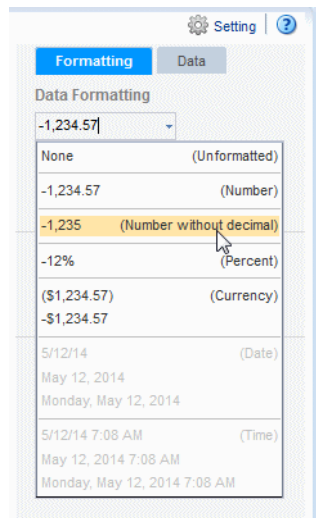 Setting ?
Formatting Data
Data Formatting
-1,234.57
None (Unformatted)
-1,234.57 (Number)
-1,235 (Number without decimal)
-12% (Percent)
($1,234.57) (Currency)
-$1,234.57
5/12/14 (Date)
May 12, 2014
Monday, May 12, 2014
5/12/14 7:08 AM (Time)
May 12, 2014 7:08 AM
Monday, May 12, 2014 7:08 AM